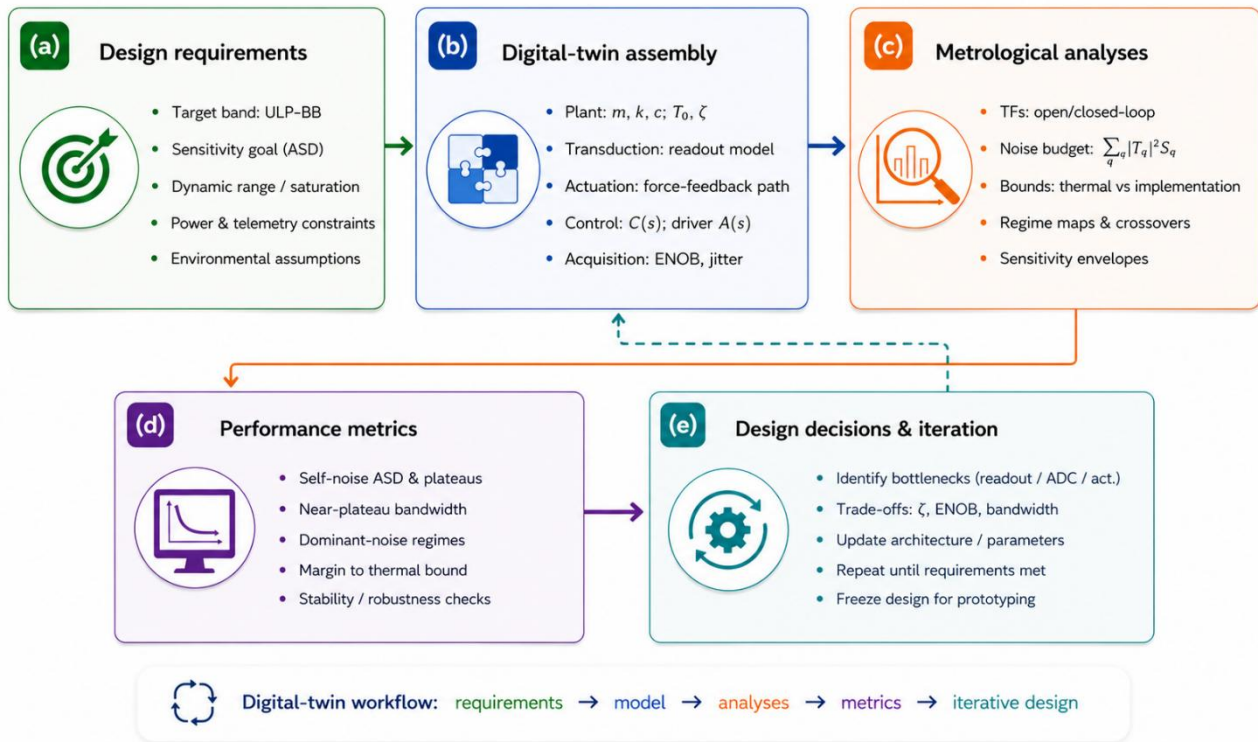 (a) Design requirements
• Target band: ULP-BB
• Sensitivity goal (ASD)
• Dynamic range / saturation
• Power & telemetry constraints
• Environmental assumptions
(b) Digital-twin assembly
• Plant: m, k, c; T₀, ζ
• Transduction: readout model
• Actuation: force-feedback path
• Control: C(s); driver A(s)
• Acquisition: ENOB, jitter
(c) Metrological analyses
• TFs: open/closed-loop
• Noise budget: ∑_q q|T_q|²S_q
• Bounds: thermal vs implementation
• Regime maps & crossovers
• Sensitivity envelopes
(d) Performance metrics
• Self-noise ASD & plateaus
• Near-plateau bandwidth
• Dominant-noise regimes
• Margin to thermal bound
• Stability / robustness checks
(e) Design decisions & iteration
• Identify bottlenecks (readout / ADC / act.)
• Trade-offs: ζ, ENOB, bandwidth
• Update architecture / parameters
• Repeat until requirements met
• Freeze design for prototyping
Digital-twin workflow: requirements → model → analyses → metrics → iterative design